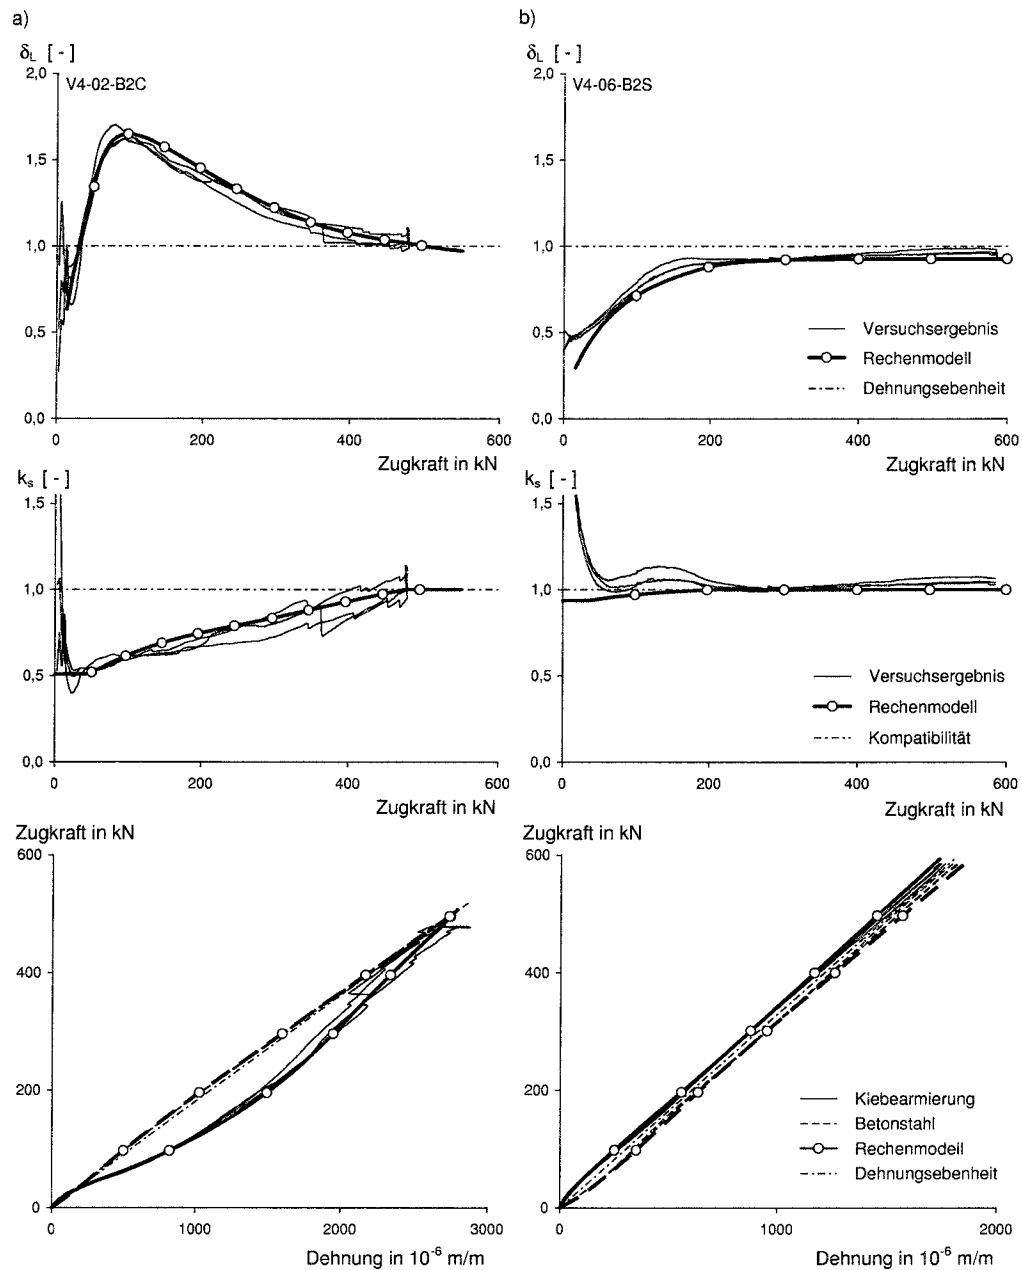 a)
δL [ - ]
V4-02-B2C
2,0
1,5
1,0
0,5
0,0
0 200 400 600
Zugkraft in kN
b)
δL [ - ]
V4-06-B2S
2,0
1,5
1,0
0,5
0,0
Versuchsergebnis
Rechenmodell
Dehnungsebenheit
0 200 400 600
Zugkraft in kN
ks [ - ]
1,5
1,0
0,5
0,0
0 200 400 600
Zugkraft in kN
ks [ - ]
1,5
1,0
0,5
0,0
Versuchsergebnis
Rechenmodell
Kompatibilität
0 200 400 600
Zugkraft in kN
Zugkraft in kN
600
400
200
0
0 1000 2000 3000
Dehnung in 10⁻⁶ m/m
Zugkraft in kN
600
400
200
0
Klebearmierung
Betonstahl
Rechenmodell
Dehnungsebenheit
0 1000 2000
Dehnung in 10⁻⁶ m/m